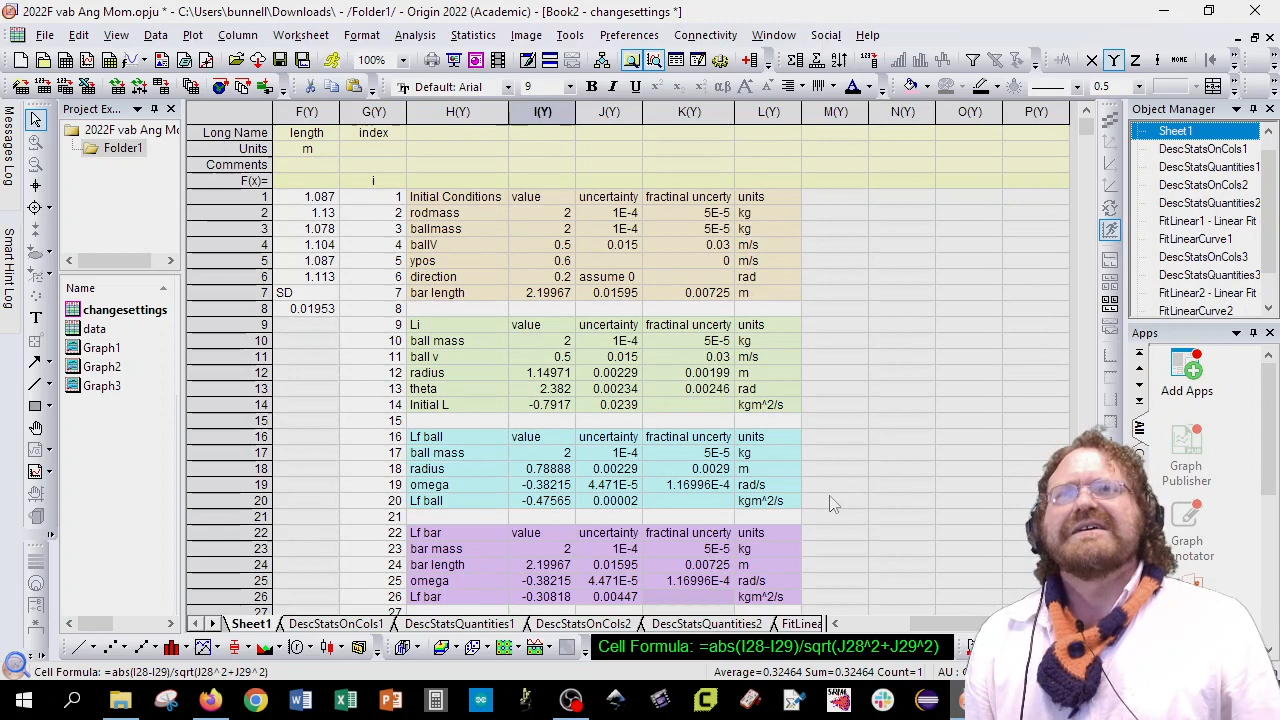 2022F vab Ang Mom.opju * - C:\Users\bunnell\Downloads\ - /Folder1/ - Origin 2022 (Academic) - [Book2 - changesettings *]
File Edit View Data Plot Column Worksheet Format Analysis Statistics Image Tools Preferences Connectivity Window Social Help
100%
Default: Arial 9 B I U 0.5
Messages Log
Smart Hint Log
Project Ex...
2022F vab Ang Mo
Folder1
Name
changesettings
data
Graph1
Graph2
Graph3
F(Y) G(Y) H(Y) I(Y) J(Y) K(Y) L(Y) M(Y) N(Y) O(Y) P(Y)
Long Name length index
Units m
Comments
F(x)= i
1 1.087 1 Initial Conditions value uncertainty fractinal uncerty units
2 1.13 2 rodmass 2 1E-4 5E-5 kg
3 1.078 3 ballmass 2 1E-4 5E-5 kg
4 1.104 4 ballV 0.5 0.015 0.03 m/s
5 1.087 5 ypos 0.6 0 m/s
6 1.113 6 direction 0.2 assume 0 rad
7 SD 7 bar length 2.19967 0.01595 0.00725 m
8 0.01953 8
9 9 Li value uncertainty fractinal uncerty units
10 10 ball mass 2 1E-4 5E-5 kg
11 11 ball v 0.5 0.015 0.03 m/s
12 12 radius 1.14971 0.00229 0.00199 m
13 13 theta 2.382 0.00234 0.00246 rad
14 14 Initial L -0.7917 0.0239 kgm^2/s
15 15
16 16 Lf ball value uncertainty fractinal uncerty units
17 17 ball mass 2 1E-4 5E-5 kg
18 18 radius 0.78888 0.00229 0.0029 m
19 19 omega -0.38215 4.471E-5 1.16996E-4 rad/s
20 20 Lf ball -0.47565 0.00002 kgm^2/s
21 21
22 22 Lf bar value uncertainty fractinal uncerty units
23 23 bar mass 2 1E-4 5E-5 kg
24 24 bar length 2.19967 0.01595 0.00725 m
25 25 omega -0.38215 4.471E-5 1.16996E-4 rad/s
26 26 Lf bar -0.30818 0.00447 kgm^2/s
27 27
Sheet1 DescStatsOnCols1 DescStatsQuantities1 DescStatsOnCols2 DescStatsQuantities2 FitLinea
Object Manager
Sheet1
DescStatsOnCols1
DescStatsQuantities1
DescStatsOnCols2
DescStatsQuantities2
FitLinear1 - Linear Fit
FitLinearCurve1
DescStatsOnCols3
DescStatsQuantities3
FitLinear2 - Linear Fit
FitLinearCurve2
Apps
All
Add Apps
Graph
Publisher
Graph
nnotator
Cell Formula: =abs(I28-I29)/sqrt(J28^2+J29^2)
Cell Formula: =abs(I28-I29)/sqrt(J28^2+J29^2)
Average=0.32464 Sum=0.32464 Count=1